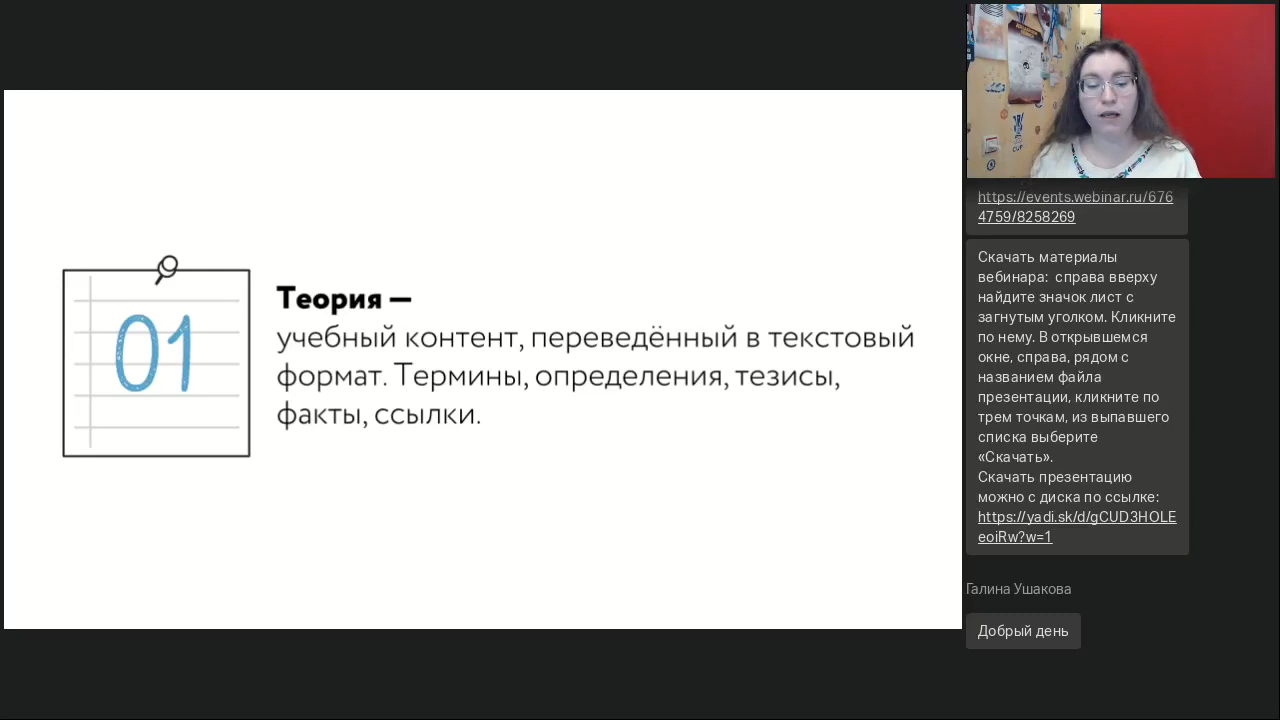 01
Теория —
учебный контент, переведённый в текстовый
формат. Термины, определения, тезисы,
факты, ссылки.
CUP
https://events.webinar.ru/676
4759/8258269
Скачать материалы
вебинара: справа вверху
найдите значок лист с
загнутым уголком. Кликните
по нему. В открывшемся
окне, справа, рядом с
названием файла
презентации, кликните по
трем точкам, из выпавшего
списка выберите
«Скачать».
Скачать презентацию
можно с диска по ссылке:
https://yadi.sk/d/gCUD3HOLE
eoiRw?w=1
Галина Ушакова
Добрый день